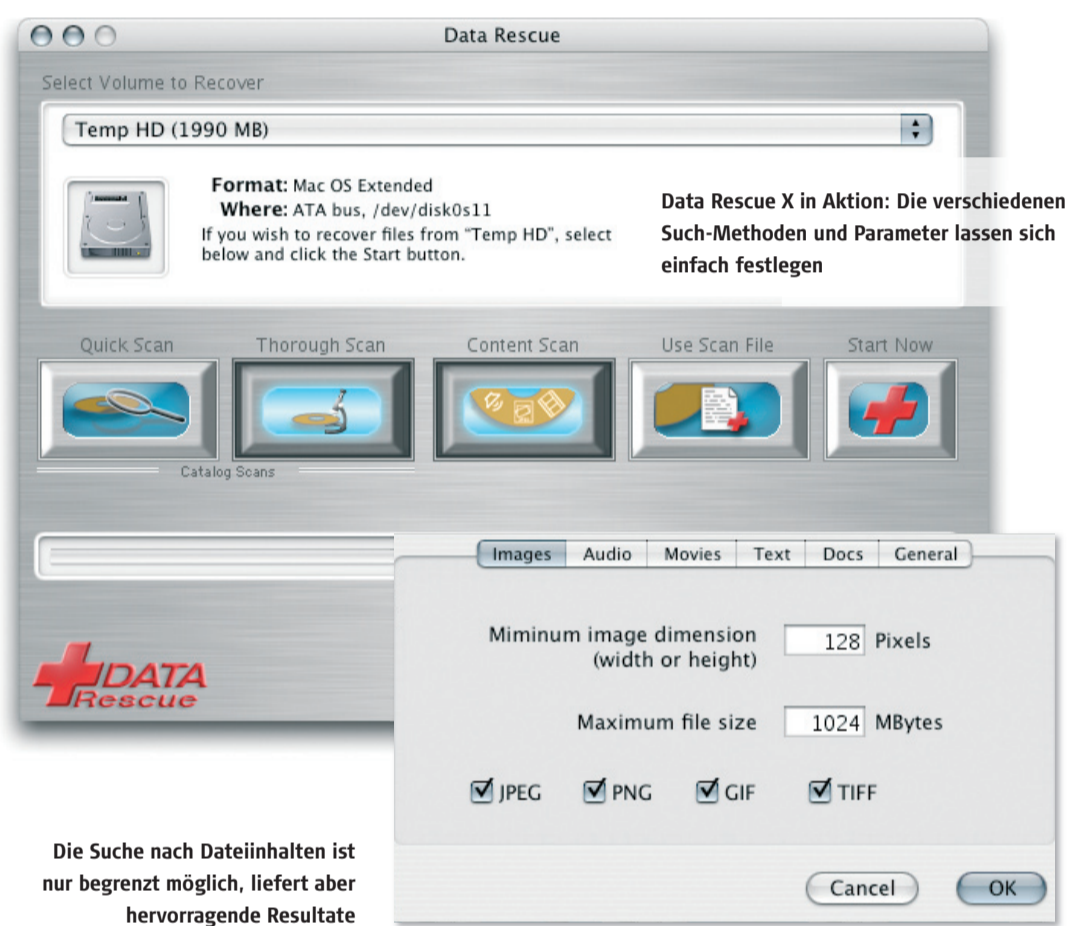 Data Rescue
Select Volume to Recover
Temp HD (1990 MB)
Format: Mac OS Extended
Where: ATA bus, /dev/disk0s11
If you wish to recover files from “Temp HD”, select
below and click the Start button.
Data Rescue X in Aktion: Die verschiedenen
Such-Methoden und Parameter lassen sich
einfach festlegen
Quick Scan Thorough Scan Content Scan Use Scan File Start Now
Catalog Scans
Images Audio Movies Text Docs General
Miminum image dimension
(width or height)
128 Pixels
Maximum file size 1024 MBytes
JPEG PNG GIF TIFF
Cancel OK
DATA
Rescue
Die Suche nach Dateiinhalten ist
nur begrenzt möglich, liefert aber
hervorragende Resultate